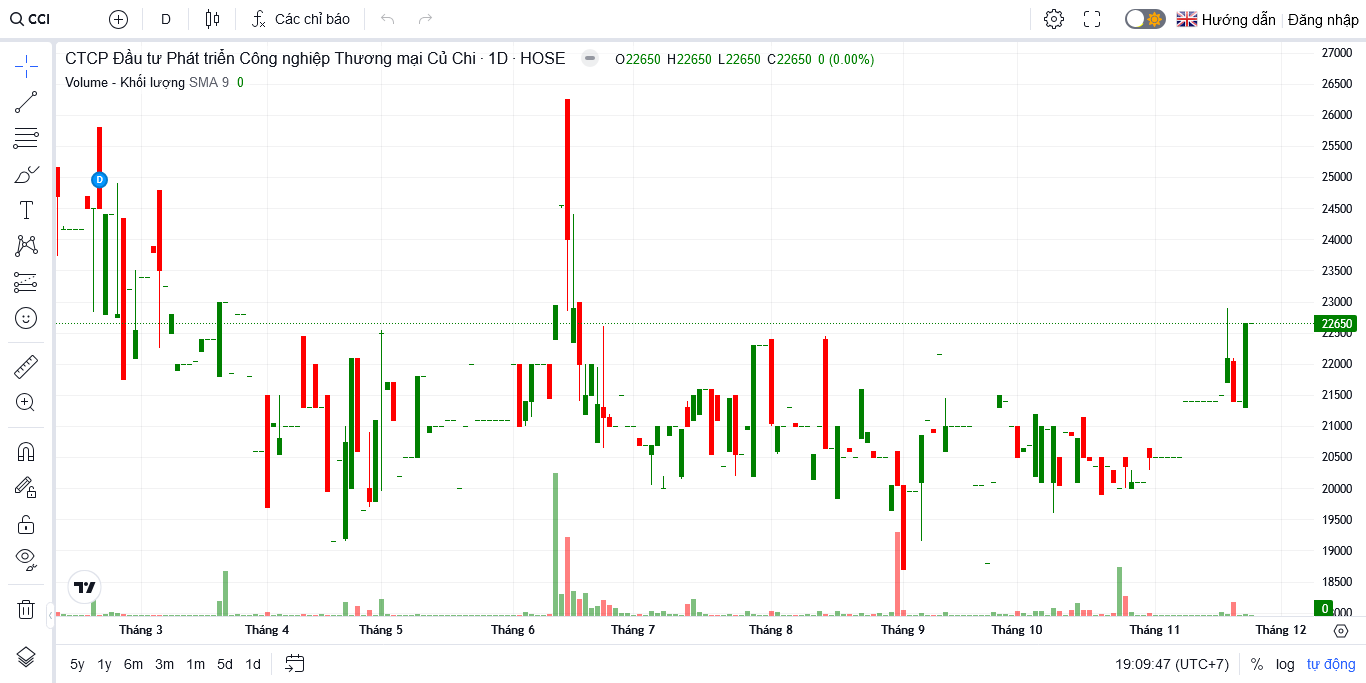 CCI
D
Các chỉ báo
Hướng dẫn
Đăng nhập
CTCP Đầu tư Phát triển Công nghiệp Thương mại Củ Chi · 1D · HOSE
O22650 H22650 L22650 C22650 0 (0.00%)
Volume - Khối lượng SMA 9 0
D
27000
26500
26000
25500
25000
24500
24000
23500
23000
22650
22500
22000
21500
21000
20500
20000
19500
19000
18500
0
Tháng 3
Tháng 4
Tháng 5
Tháng 6
Tháng 7
Tháng 8
Tháng 9
Tháng 10
Tháng 11
Tháng 12
5y 1y 6m 3m 1m 5d 1d
19:09:47 (UTC+7)
% log tự động